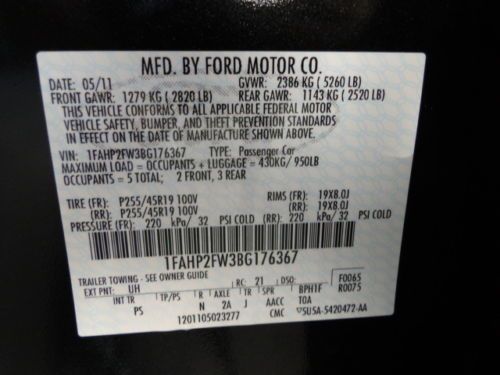 MFD. BY FORD MOTOR CO.
DATE: 05/11 GVWR: 2386 KG ( 5260 LB)
FRONT GAWR: 1279 KG ( 2820 LB) REAR GAWR: 1143 KG ( 2520 LB)
THIS VEHICLE CONFORMS TO ALL APPLICABLE FEDERAL MOTOR
VEHICLE SAFETY, BUMPER, AND THEFT PREVENTION STANDARDS
IN EFFECT ON THE DATE OF MANUFACTURE SHOWN ABOVE.
VIN: 1FAHP2FW3BG176367 TYPE: Passenger Car
MAXIMUM LOAD = OCCUPANTS + LUGGAGE = 430KG/ 950LB
OCCUPANTS = 5 TOTAL; 2 FRONT, 3 REAR
TIRE (FR): P255/45R19 100V RIMS (FR): 19X8.0J
(RR): P255/45R19 100V (RR): 19X8.0J
PRESSURE (FR): 220 kPa/ 32 PSI COLD (RR): 220 kPa/ 32 PSI COLD
1FAHP2FW3BG176367
TRAILER TOWING - SEE OWNER GUIDE
EXT PNT: UH RC: 21 DSO: F0065
INT TR TP/PS R AXLE TR SPR BPH1F R0075
PS N 2A J AACC TOA
1201105023277 CMC ▽5U5A-5420472-AA